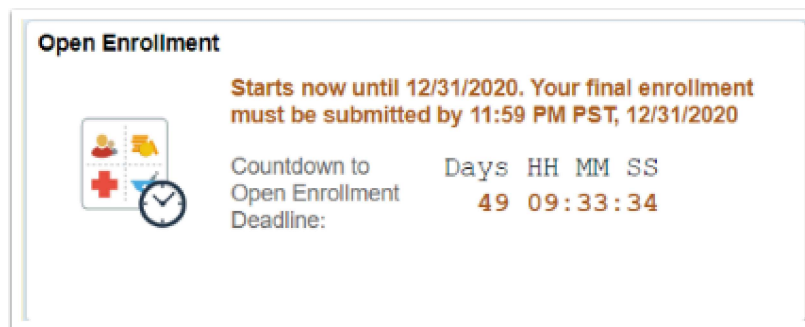 Open Enrollment
Starts now until 12/31/2020. Your final enrollment
must be submitted by 11:59 PM PST, 12/31/2020
Countdown to
Open Enrollment
Deadline:
Days HH MM SS
49 09:33:34